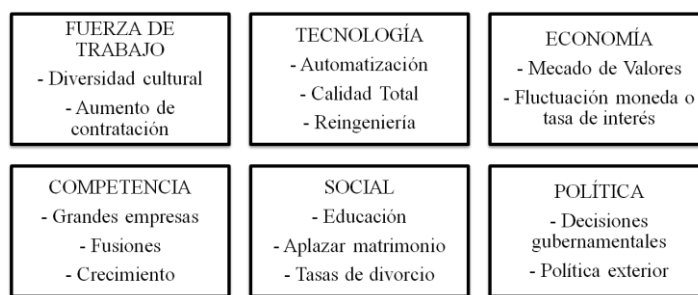 FUERZA DE
TRABAJO
- Diversidad cultural
- Aumento de
contratación
TECNOLOGÍA
- Automatización
- Calidad Total
- Reingeniería
ECONOMÍA
- Mecado de Valores
- Fluctuación moneda o
tasa de interés
COMPETENCIA
- Grandes empresas
- Fusiones
- Crecimiento
SOCIAL
- Educación
- Aplazar matrimonio
- Tasas de divorcio
POLÍTICA
- Decisiones
gubernamentales
- Política exterior